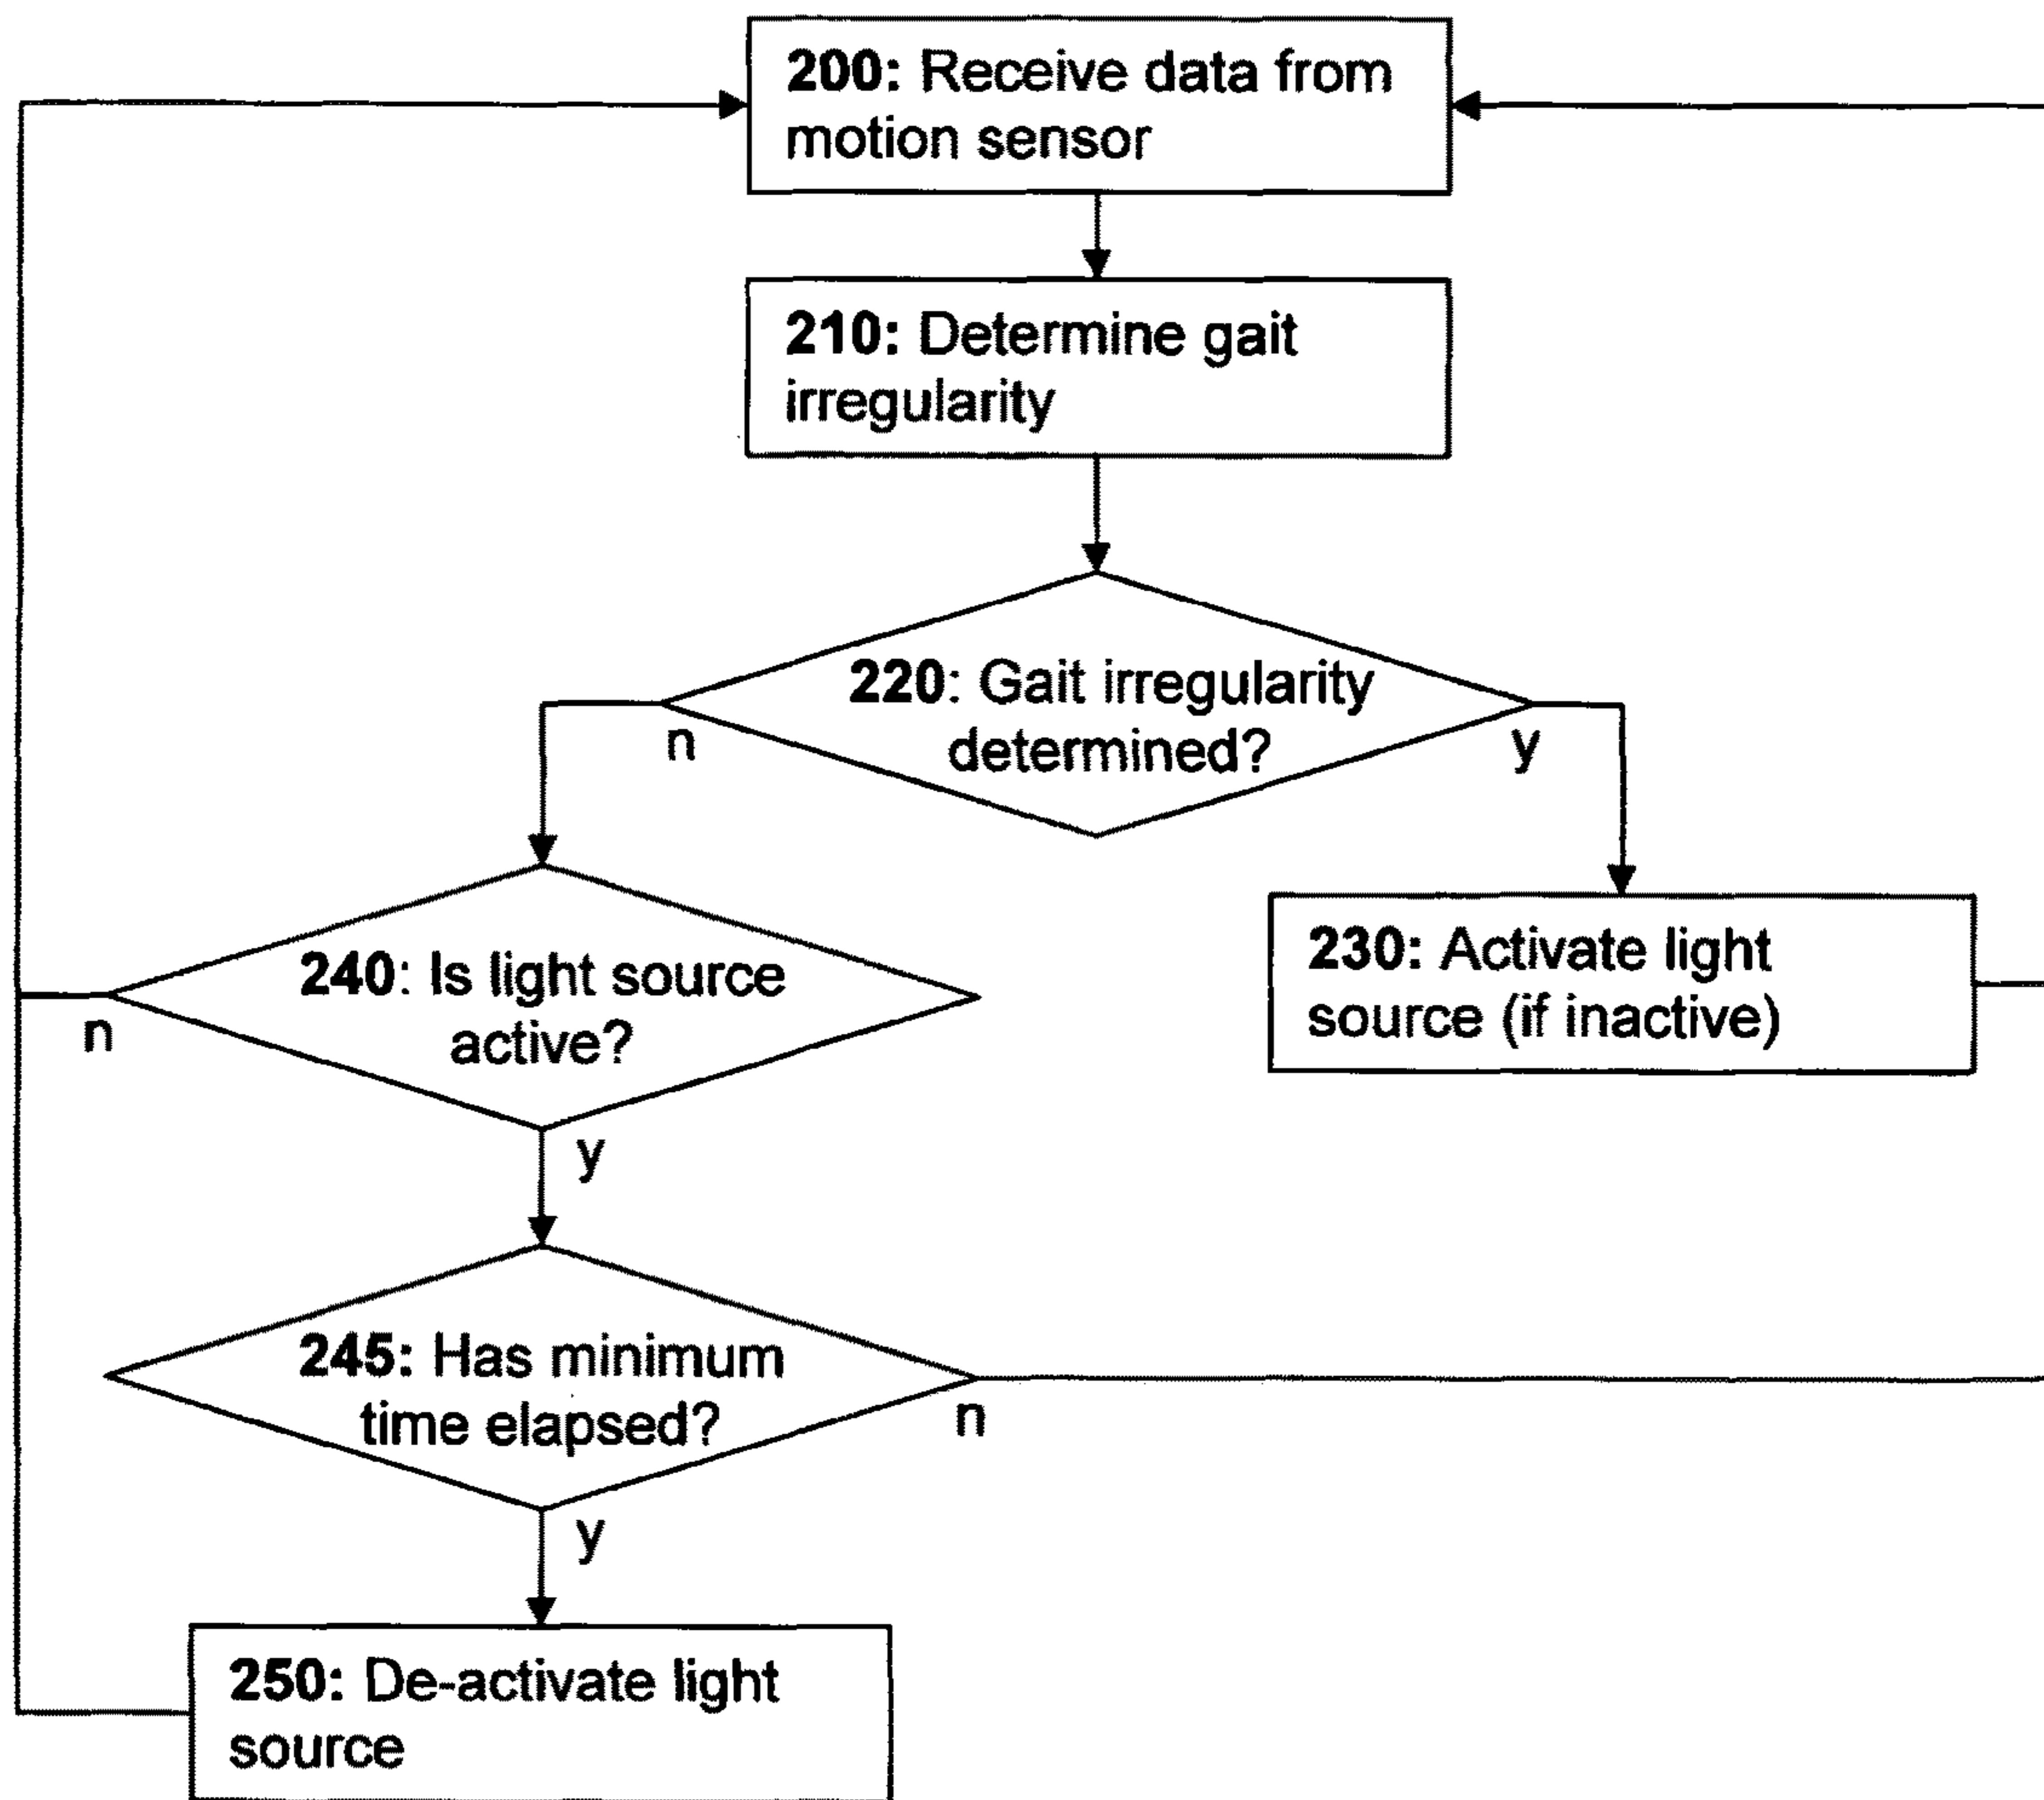 200: Receive data from
motion sensor
210: Determine gait
irregularity
220: Gait irregularity
determined?
n
y
240: Is light source
active?
n
y
230: Activate light
source (if inactive)
245: Has minimum
time elapsed?
n
y
250: De-activate light
source